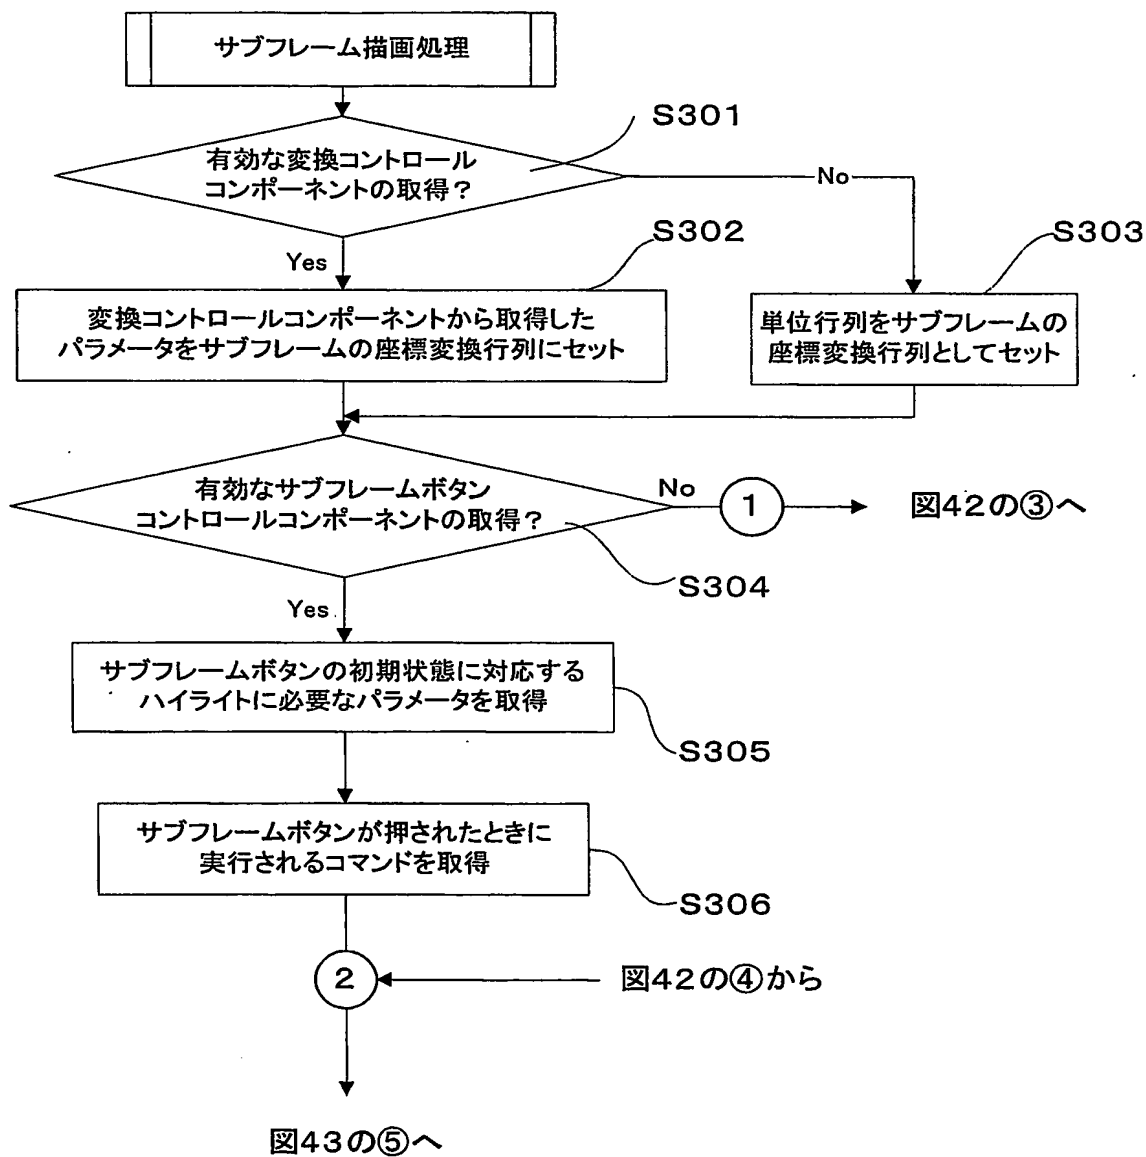 サブフレーム描画処理
S301
有効な変換コントロール
コンポーネントの取得?
No
S302
S303
Yes
変換コントロールコンポーネントから取得した
パラメータをサブフレームの座標変換行列にセット
単位行列をサブフレームの
座標変換行列としてセット
有効なサブフレームボタン
コントロールコンポーネントの取得?
No
1
図42の③へ
S304
Yes
サブフレームボタンの初期状態に対応する
ハイライトに必要なパラメータを取得
S305
サブフレームボタンが押されたときに
実行されるコマンドを取得
S306
2
図42の④から
図43の⑤へ